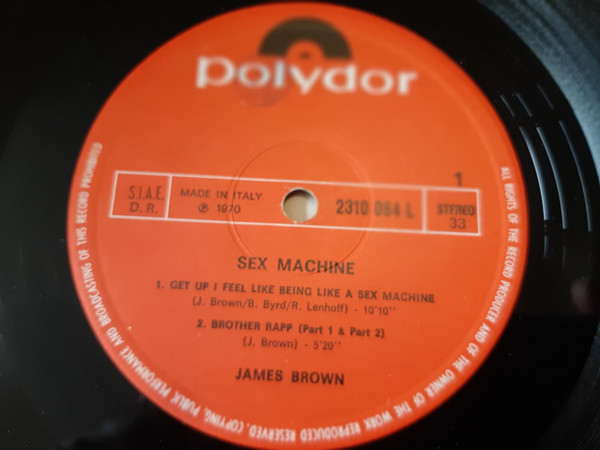 polydor
1
S.I.A.E.
D.R.
MADE IN ITALY
℗ 1970
2310 064 L
STEREO
33
SEX MACHINE
1. GET UP I FEEL LIKE BEING LIKE A SEX MACHINE
(J. Brown/B. Byrd/R. Lenhoff) - 10'10"
2. BROTHER RAPP (Part 1 & Part 2)
(J. Brown) - 5'20"
JAMES BROWN
ALL RIGHTS OF THE RECORD PRODUCER AND OF THE OWNER OF THE WORK REPRODUCED RESERVED. COPYING, PUBLIC PERFORMANCE AND BROADCASTING OF THIS RECORD PROHIBITED